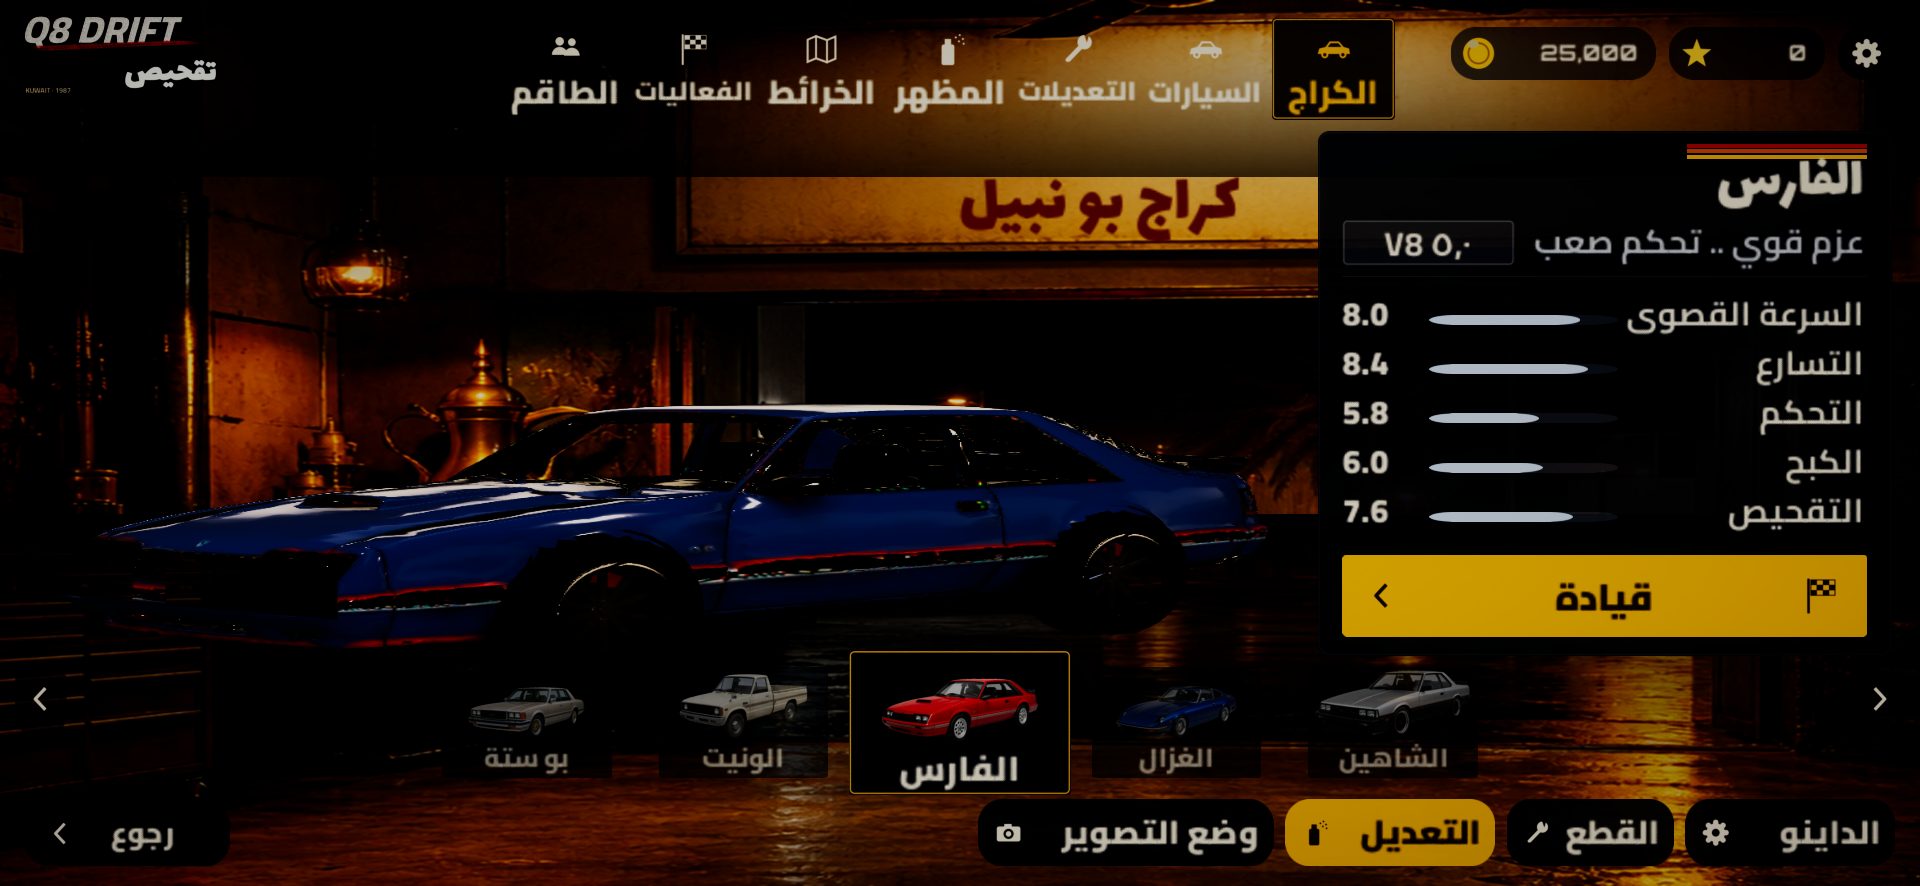 Q8 DRIFT
تقحيص
KUWAIT · 1987
0
25,000
الكراج
السيارات
التعديلات
المظهر
الخرائط
الفعاليات
الطاقم
كراج بو نبيل
الفارس
عزم قوي .. تحكم صعب
V8 ٥,٠
السرعة القصوى 8.0
التسارع 8.4
التحكم 5.8
الكبح 6.0
التقحيص 7.6
قيادة
الشاهين
الغزال
الفارس
الونيت
بو ستة
الداينو
القطع
التعديل
وضع التصوير
رجوع